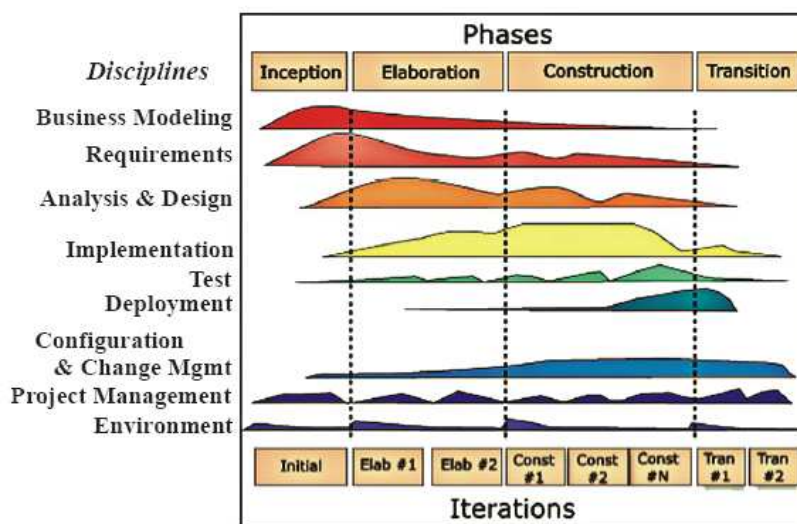 Phases
Disciplines
Inception
Elaboration
Construction
Transition
Business Modeling
Requirements
Analysis & Design
Implementation
Test
Deployment
Configuration
& Change Mgmt
Project Management
Environment
Initial
Elab #1
Elab #2
Const
#1
Const
#2
Const
#N
Tran
#1
Tran
#2
Iterations